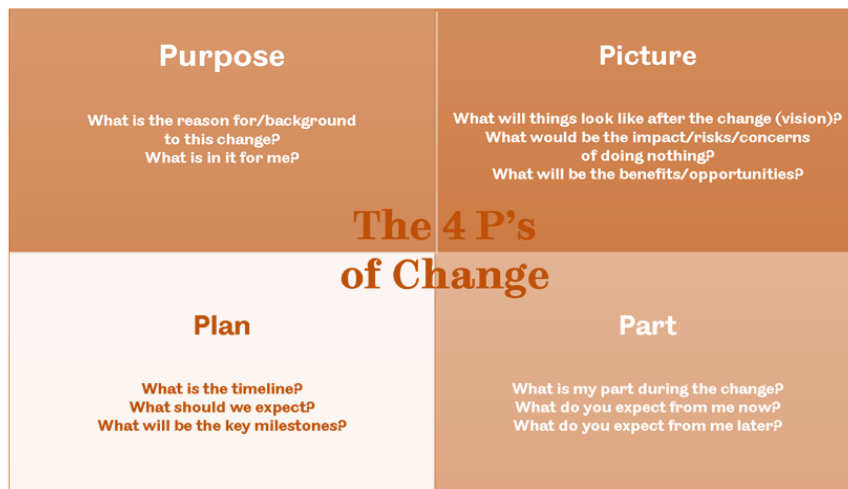 Purpose
What is the reason for/background
to this change?
What is in it for me?
Picture
What will things look like after the change (vision)?
What would be the impact/risks/concerns
of doing nothing?
What will be the benefits/opportunities?
The 4 P's
of Change
Plan
What is the timeline?
What should we expect?
What will be the key milestones?
Part
What is my part during the change?
What do you expect from me now?
What do you expect from me later?